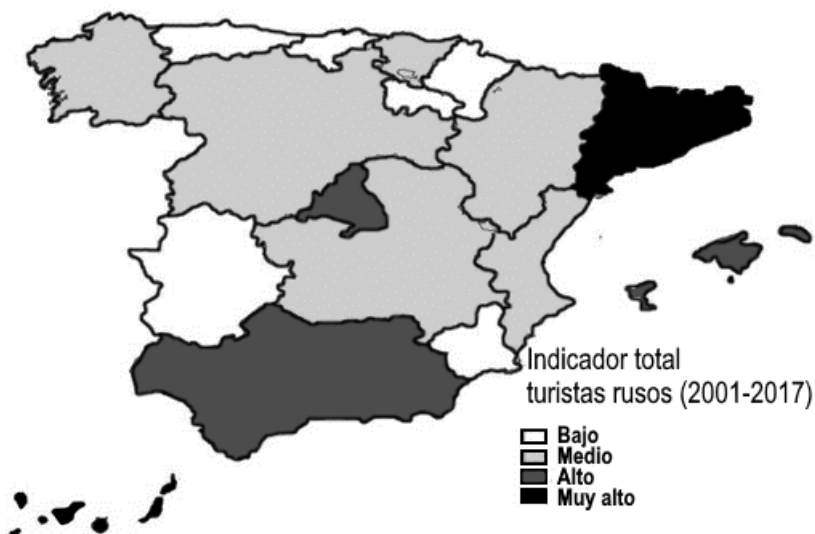 Indicador total
turistas rusos (2001-2017)
Bajo
Medio
Alto
Muy alto